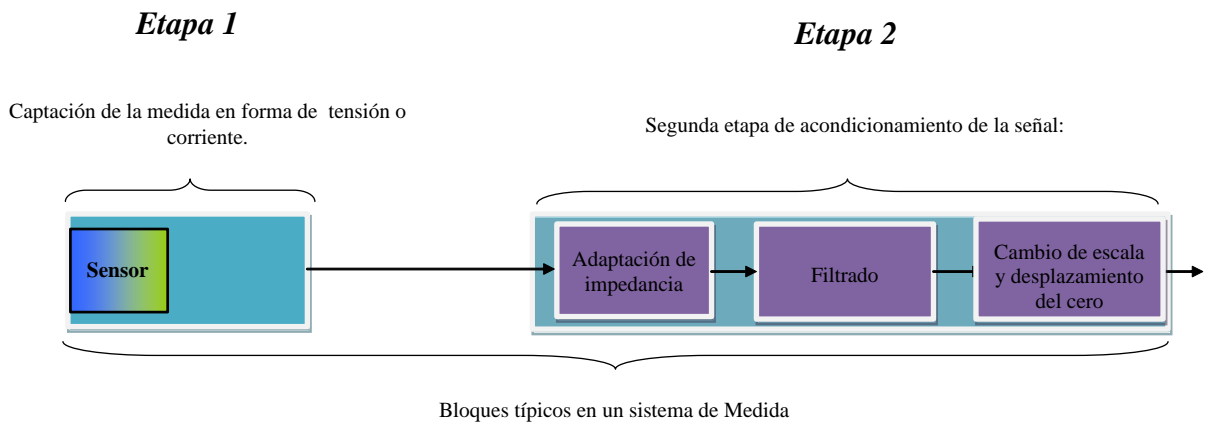 Etapa 1
Etapa 2
Captación de la medida en forma de tensión o
corriente.
Segunda etapa de acondicionamiento de la señal:
Sensor
Adaptación de
impedancia
Filtrado
Cambio de escala
y desplazamiento
del cero
Bloques típicos en un sistema de Medida